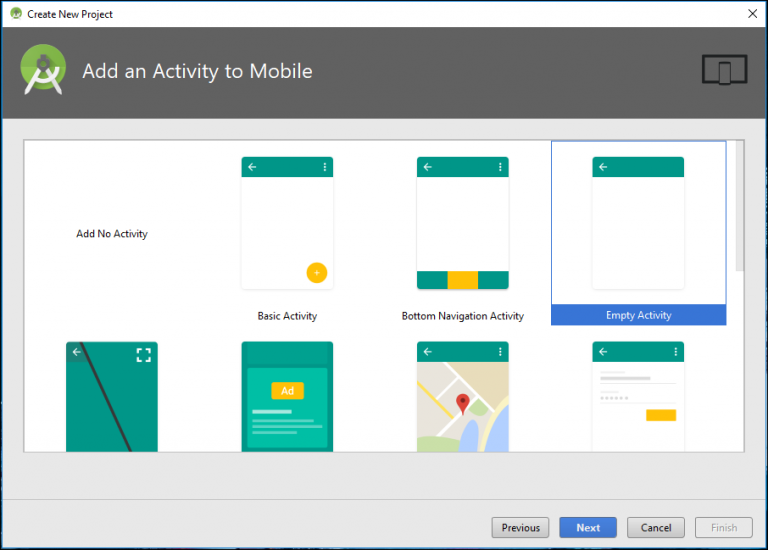 Create New Project
Add an Activity to Mobile
Add No Activity
Basic Activity
Bottom Navigation Activity
Empty Activity
Ad
Previous
Next
Cancel
Finish